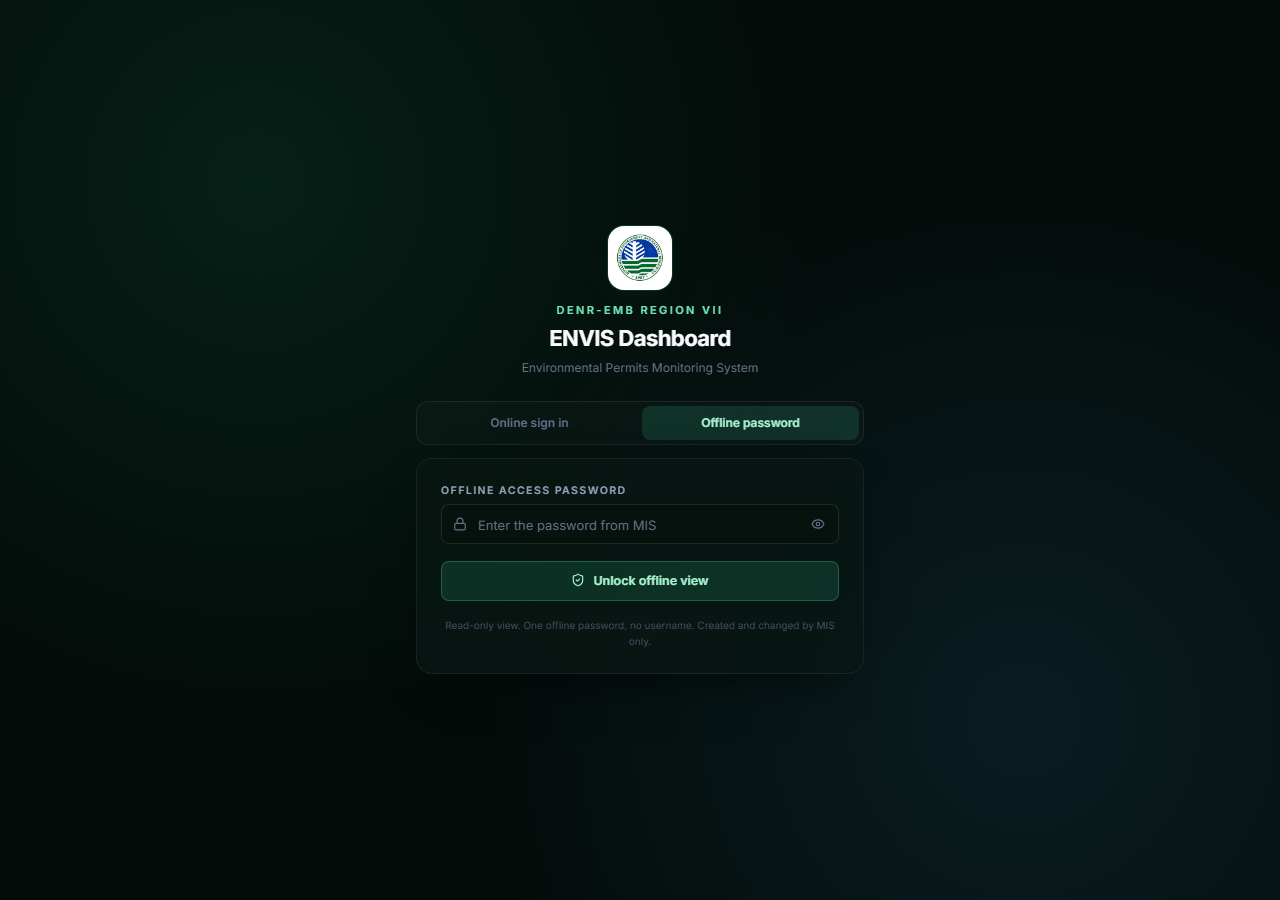 DENR-EMB REGION VII
ENVIS Dashboard
Environmental Permits Monitoring System
Online sign in
Offline password
OFFLINE ACCESS PASSWORD
Enter the password from MIS
Unlock offline view
Read-only view. One offline password, no username. Created and changed by MIS
only.